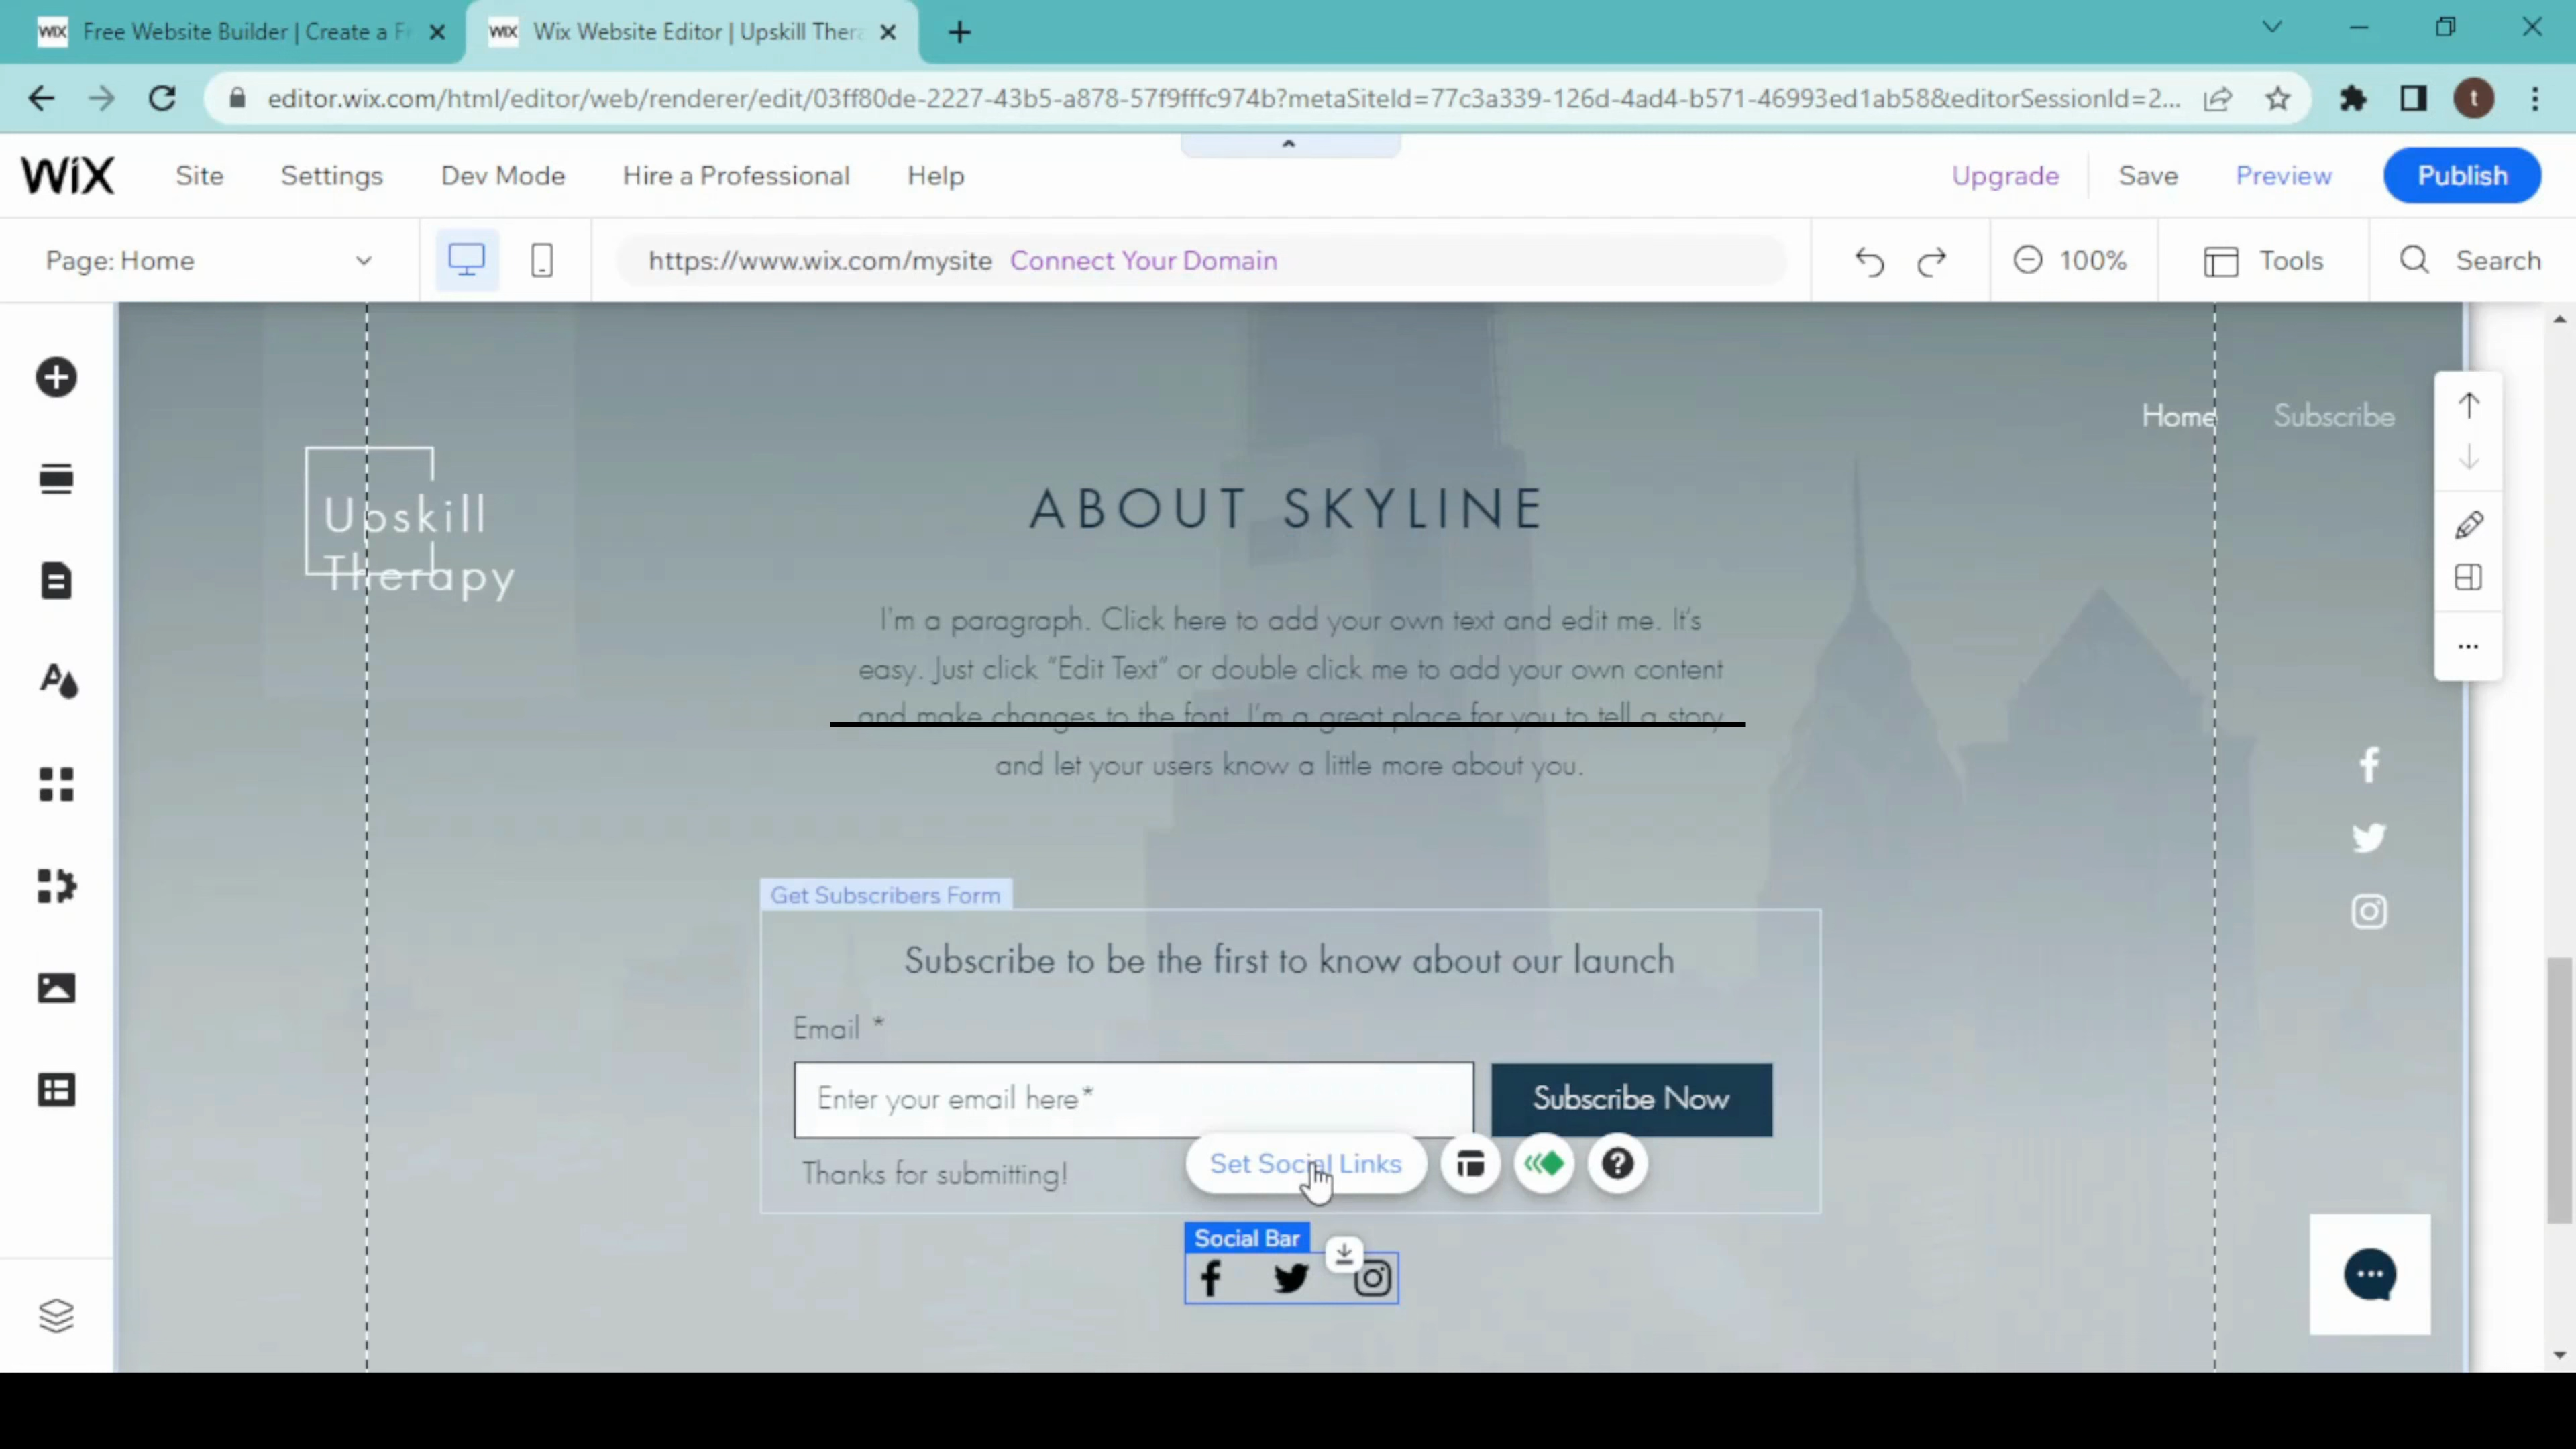 WIX Free Website Builder | Create a Fr
WIX Wix Website Editor | Upskill Thera
editor.wix.com/html/editor/web/renderer/edit/03ff80de-2227-43b5-a878-57f9fffc974b?metaSiteId=77c3a339-126d-4ad4-b571-46993ed1ab58&editorSessionId=2...
t
WiX Site Settings Dev Mode Hire a Professional Help Upgrade Save Preview Publish
Page: Home https://www.wix.com/mysite Connect Your Domain 100% Tools Search
Home Subscribe
Upskill
Therapy
ABOUT SKYLINE
I'm a paragraph. Click here to add your own text and edit me. It's
easy. Just click "Edit Text" or double click me to add your own content
and make changes to the font. I'm a great place for you to tell a story
and let your users know a little more about you.
Get Subscribers Form
Subscribe to be the first to know about our launch
Email *
Enter your email here*
Subscribe Now
Thanks for submitting!
Set Social Links
Social Bar